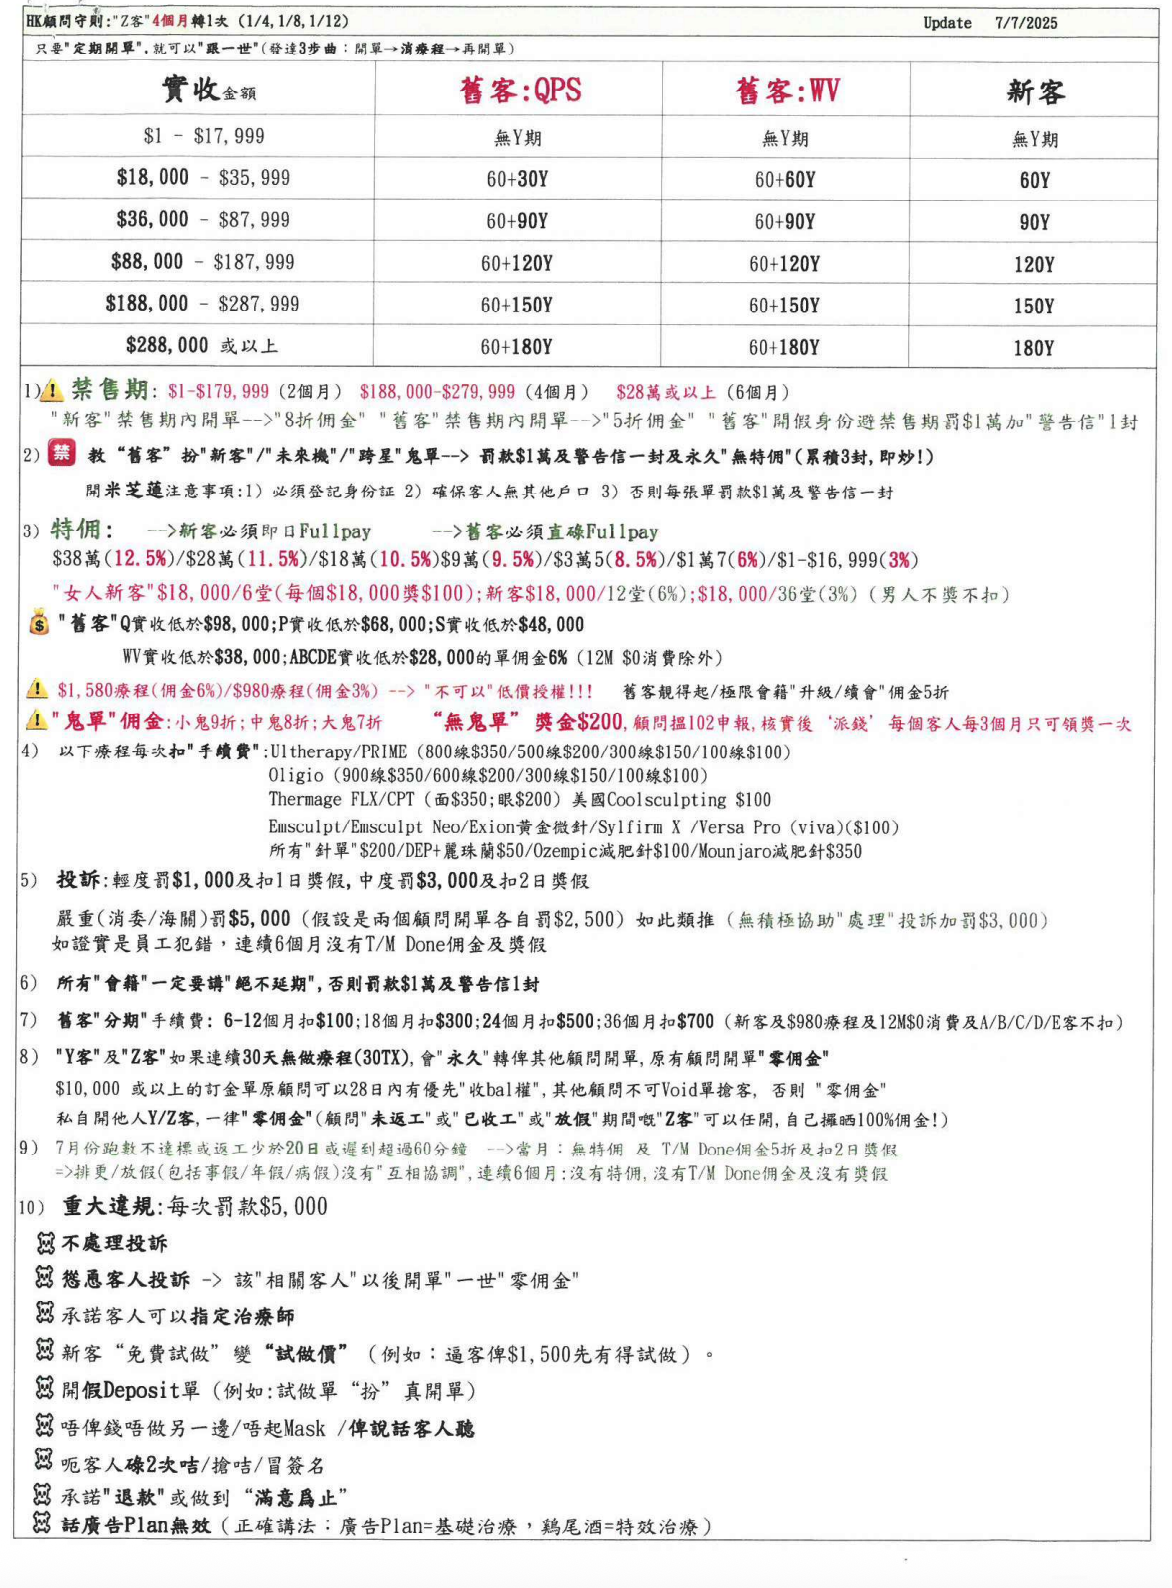 HK顧問守則:"Z客"4個月轉1次 (1/4,1/8,1/12) Update 7/7/2025
只要"定期開單",就可以"跟一世"(發達3步曲：開單→消療程→再開單)
實收金額 舊客:QPS 舊客:WV 新客
$1 - $17,999 無Y期 無Y期 無Y期
$18,000 - $35,999 60+30Y 60+60Y 60Y
$36,000 - $87,999 60+90Y 60+90Y 90Y
$88,000 - $187,999 60+120Y 60+120Y 120Y
$188,000 - $287,999 60+150Y 60+150Y 150Y
$288,000 或以上 60+180Y 60+180Y 180Y
1)⚠️ 禁售期: $1-$179,999 (2個月) $188,000-$279,999 (4個月) $28萬或以上 (6個月)
"新客"禁售期內開單-->"8折佣金" "舊客"禁售期內開單-->"5折佣金" "舊客"開假身份避禁售期罰$1萬加"警告信"1封
2) 禁 教“舊客”扮"新客"/"未來機"/"跨星"鬼單--> 罰款$1萬及警告信一封及永久"無特佣"(累積3封,即炒!)
開米芝蓮注意事項:1) 必須登記身份証 2) 確保客人無其他戶口 3) 否則每張單罰款$1萬及警告信一封
3) 特佣: -->新客必須即日Fullpay -->舊客必須直碌Fullpay
$38萬(12.5%)/$28萬(11.5%)/$18萬(10.5%)$9萬(9.5%)/$3萬5(8.5%)/$1萬7(6%)/$1-$16,999(3%)
"女人新客"$18,000/6堂(每個$18,000獎$100);新客$18,000/12堂(6%);$18,000/36堂(3%) (男人不獎不扣)
💰"舊客"Q實收低於$98,000;P實收低於$68,000;S實收低於$48,000
WV實收低於$38,000;ABCDE實收低於$28,000的單佣金6% (12M $0消費除外)
⚠️ $1,580療程(佣金6%)/$980療程(佣金3%) --> "不可以"低價授權!!! 舊客靚得起/極限會籍"升級/續會"佣金5折
⚠️"鬼單"佣金:小鬼9折;中鬼8折;大鬼7折 “無鬼單” 獎金$200,顧問搵102申報,核實後‘派錢’每個客人每3個月只可領獎一次
4) 以下療程每次扣"手續費":Ultherapy/PRIME (800線$350/500線$200/300線$150/100線$100)
Oligio (900線$350/600線$200/300線$150/100線$100)
Thermage FLX/CPT (面$350;眼$200) 美國Coolsculpting $100
Emsculpt/Emsculpt Neo/Exion黃金微針/Sylfirm X /Versa Pro (viva)($100)
所有"針單"$200/DEP+麗珠蘭$50/Ozempic減肥針$100/Mounjaro減肥針$350
5) 投訴:輕度罰$1,000及扣1日獎假,中度罰$3,000及扣2日獎假
嚴重(消委/海關)罰$5,000 (假設是兩個顧問開單各自罰$2,500) 如此類推 (無積極協助"處理"投訴加罰$3,000)
如證實是員工犯錯，連續6個月沒有T/M Done佣金及獎假
6) 所有"會籍"一定要講"絕不延期",否則罰款$1萬及警告信1封
7) 舊客"分期"手續費: 6-12個月扣$100;18個月扣$300;24個月扣$500;36個月扣$700 (新客及$980療程及12M$0消費及A/B/C/D/E客不扣)
8) "Y客"及"Z客"如果連續30天無做療程(30TX),會"永久"轉俾其他顧問開單,原有顧問開單"零佣金"
$10,000 或以上的訂金單原顧問可以28日內有優先"收bal權",其他顧問不可Void單搶客, 否則 "零佣金"
私自開他人Y/Z客,一律"零佣金"(顧問"未返工"或"已收工"或"放假"期間嘅"Z客"可以任開,自己攞晒100%佣金!)
9) 7月份跑數不達標或返工少於20日或遲到超過60分鐘 -->當月：無特佣 及 T/M Done佣金5折及扣2日獎假
=>排更/放假(包括事假/年假/病假)沒有"互相協調",連續6個月:沒有特佣,沒有T/M Done佣金及沒有獎假
10) 重大違規:每次罰款$5,000
不處理投訴
慫恿客人投訴 -> 該"相關客人"以後開單"一世"零佣金"
承諾客人可以指定治療師
新客“免費試做”變“試做價”（例如：逼客俾$1,500先有得試做）。
開假Deposit單 (例如:試做單“扮”真開單)
唔俾錢唔做另一邊/唔起Mask /俾說話客人聽
呃客人碌2次咭/搶咭/冒簽名
承諾"退款"或做到“滿意為止”
話廣告Plan無效（正確講法：廣告Plan=基礎治療，鷄尾酒=特效治療）